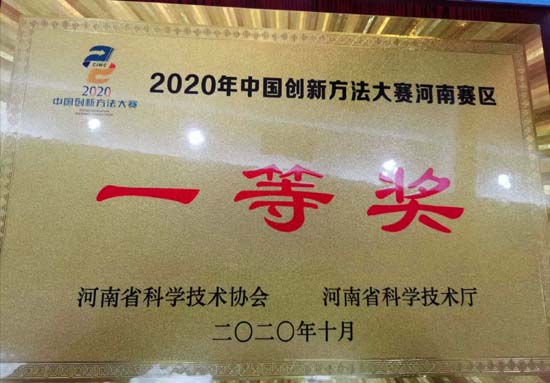 CIMC
2020
中国创新方法大赛
2020年中国创新方法大赛河南赛区
一等奖
河南省科学技术协会 河南省科学技术厅
二〇二〇年十月